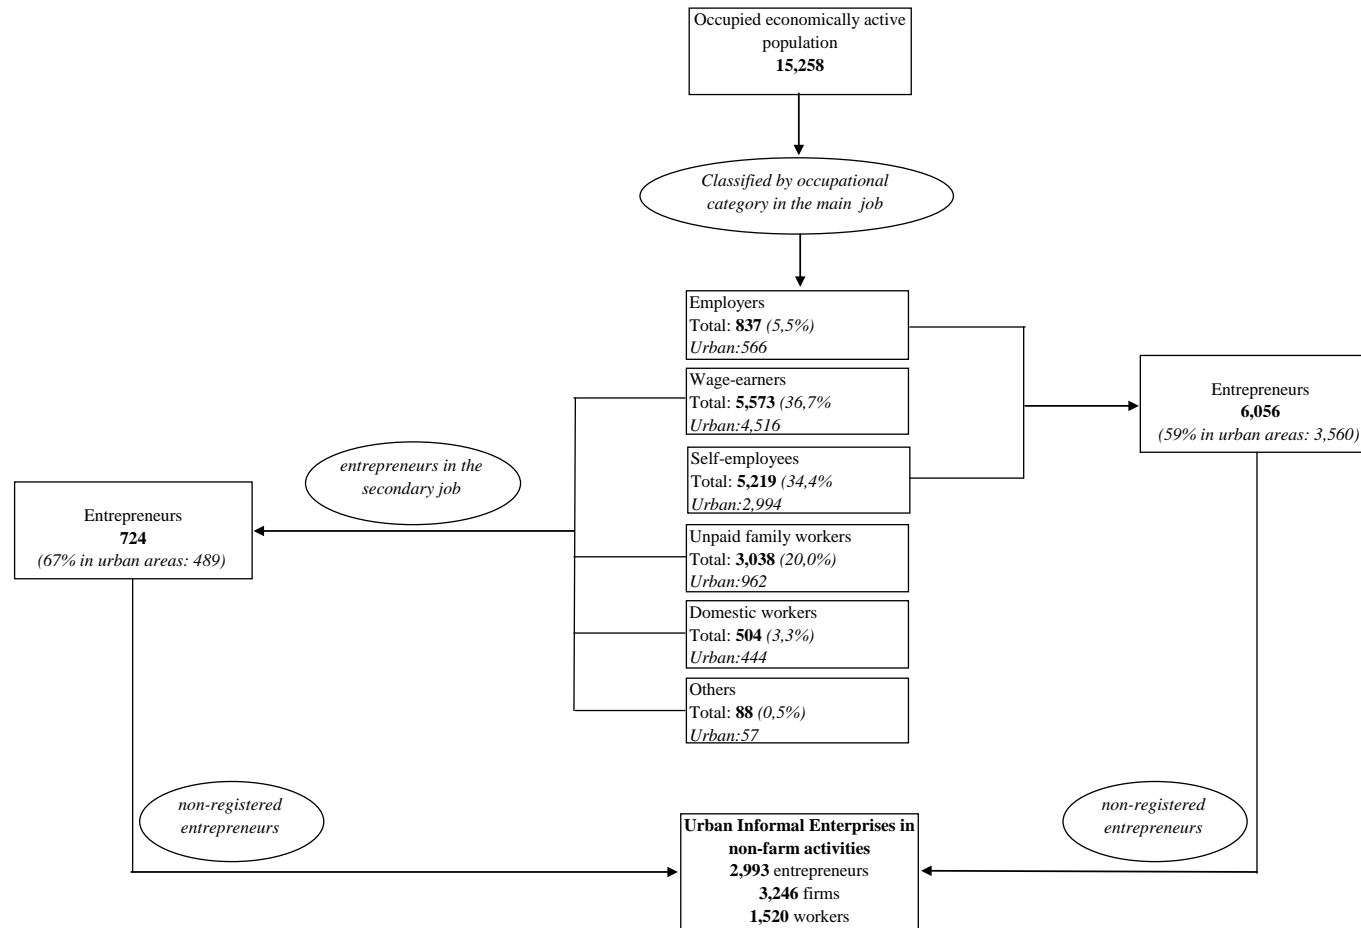 Occupied economically active
population
15,258
Classified by occupational
category in the main  job
Employers
Total: 837 (5,5%)
Urban:566
Wage-earners
Total: 5,573 (36,7%
Urban:4,516
Self-employees
Total: 5,219 (34,4%
Urban:2,994
Unpaid family workers
Total: 3,038 (20,0%)
Urban:962
Domestic workers
Total: 504 (3,3%)
Urban:444
Others
Total: 88 (0,5%)
Urban:57
Entrepreneurs
6,056
(59% in urban areas: 3,560)
entrepreneurs in the
secondary job
Entrepreneurs
724
(67% in urban areas: 489)
non-registered
entrepreneurs
non-registered
entrepreneurs
Urban Informal Enterprises in
non-farm activities
2,993 entrepreneurs
3,246 firms
1,520 workers